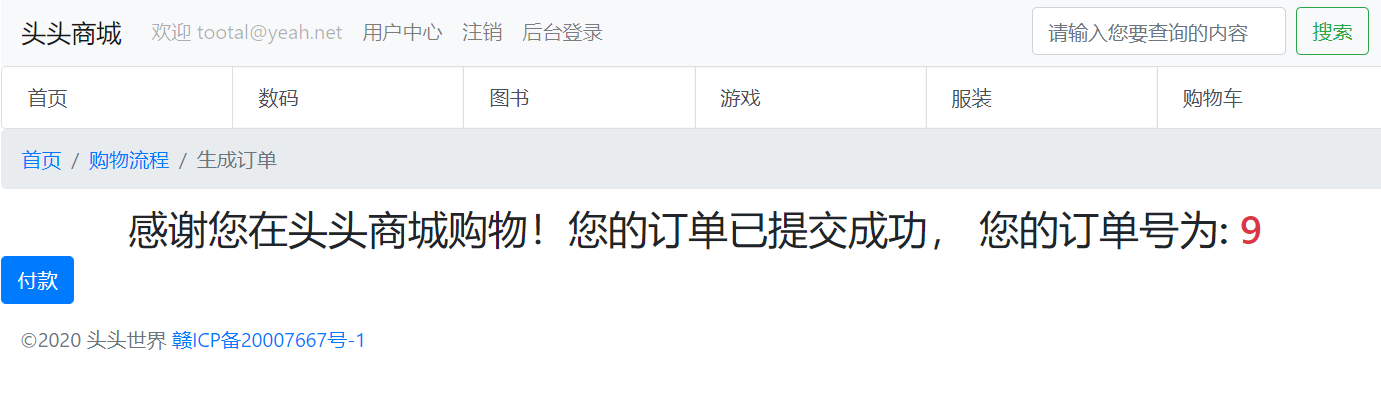 头头商城 欢迎 tootal@yeah.net 用户中心 注销 后台登录 请输入您要查询的内容 搜索
首页 数码 图书 游戏 服装 购物车
首页 / 购物流程 / 生成订单
感谢您在头头商城购物！您的订单已提交成功， 您的订单号为: 9
付款
©2020 头头世界 赣ICP备20007667号-1